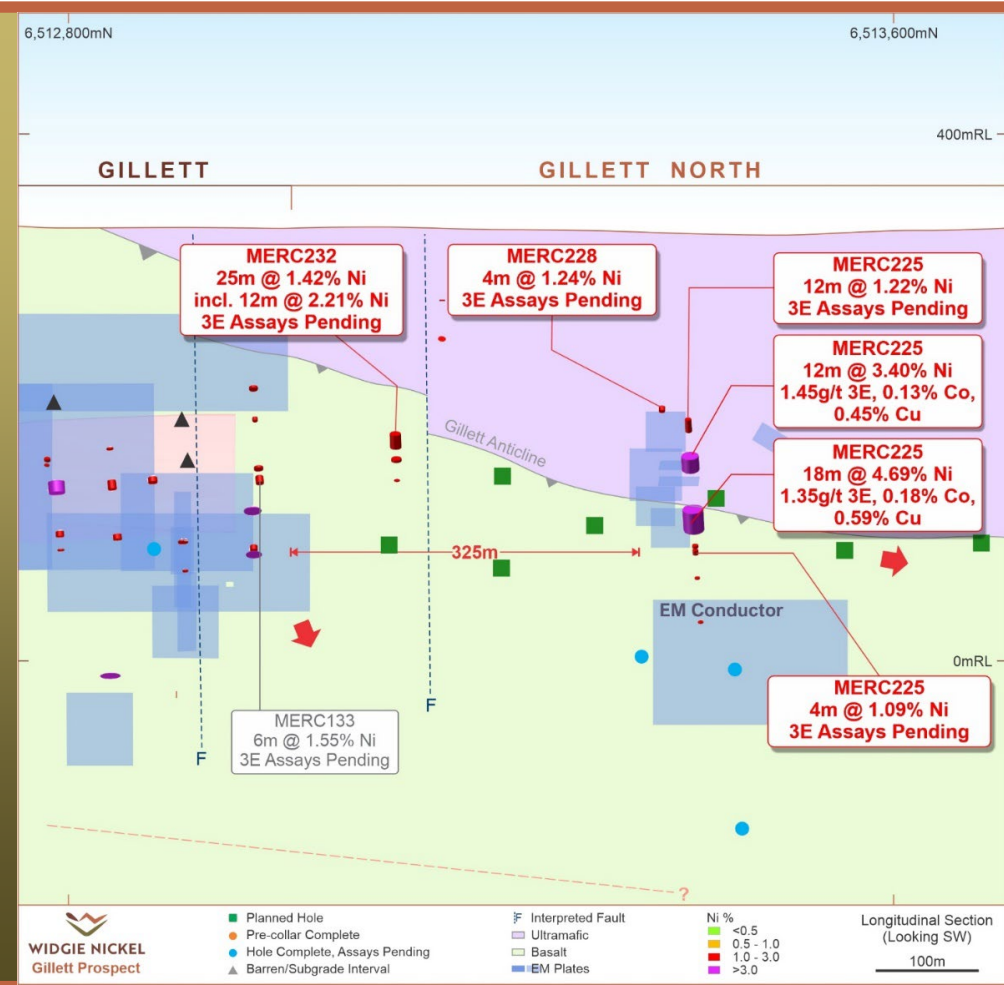 6,512,800mN
6,513,600mN
400mRL
GILLETT
GILLETT NORTH
MERC232
25m @ 1.42% Ni
incl. 12m @ 2.21% Ni
3E Assays Pending
MERC228
4m @ 1.24% Ni
3E Assays Pending
MERC225
12m @ 1.22% Ni
3E Assays Pending
MERC225
12m @ 3.40% Ni
1.45g/t 3E, 0.13% Co,
0.45% Cu
Gillett Anticline
MERC225
18m @ 4.69% Ni
1.35g/t 3E, 0.18% Co,
0.59% Cu
325m
EM Conductor
0mRL
MERC225
4m @ 1.09% Ni
3E Assays Pending
F
MERC133
6m @ 1.55% Ni
3E Assays Pending
F
?
WIDGIE NICKEL
Gillett Prospect
Planned Hole
Pre-collar Complete
Hole Complete, Assays Pending
Barren/Subgrade Interval
F Interpreted Fault
Ultramafic
Basalt
EM Plates
Ni %
<0.5
0.5 - 1.0
1.0 - 3.0
>3.0
Longitudinal Section
(Looking SW)
100m